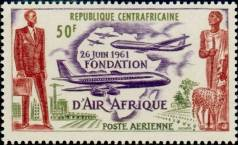 REPUBLIQUE CENTRAFRICAINE
50F
26 JUIN 1961
FONDATION
D'AIR AFRIQUE
POSTE AERIENNE